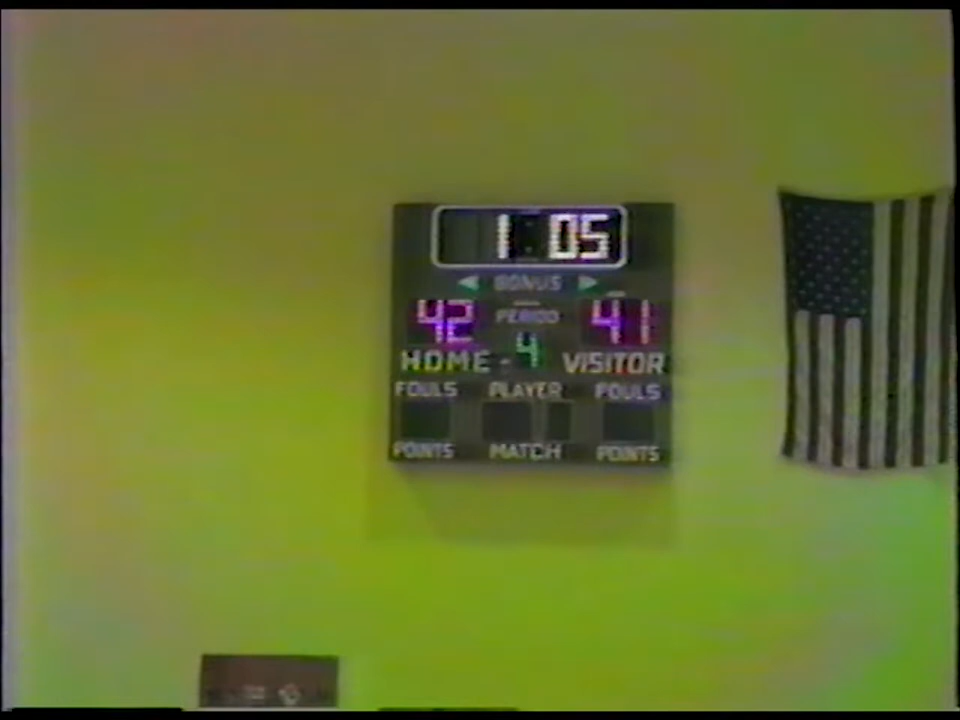 1 05
◀ BONUS ▶
42 PERIOD 41
HOME - 4 VISITOR
FOULS PLAYER FOULS
POINTS MATCH POINTS